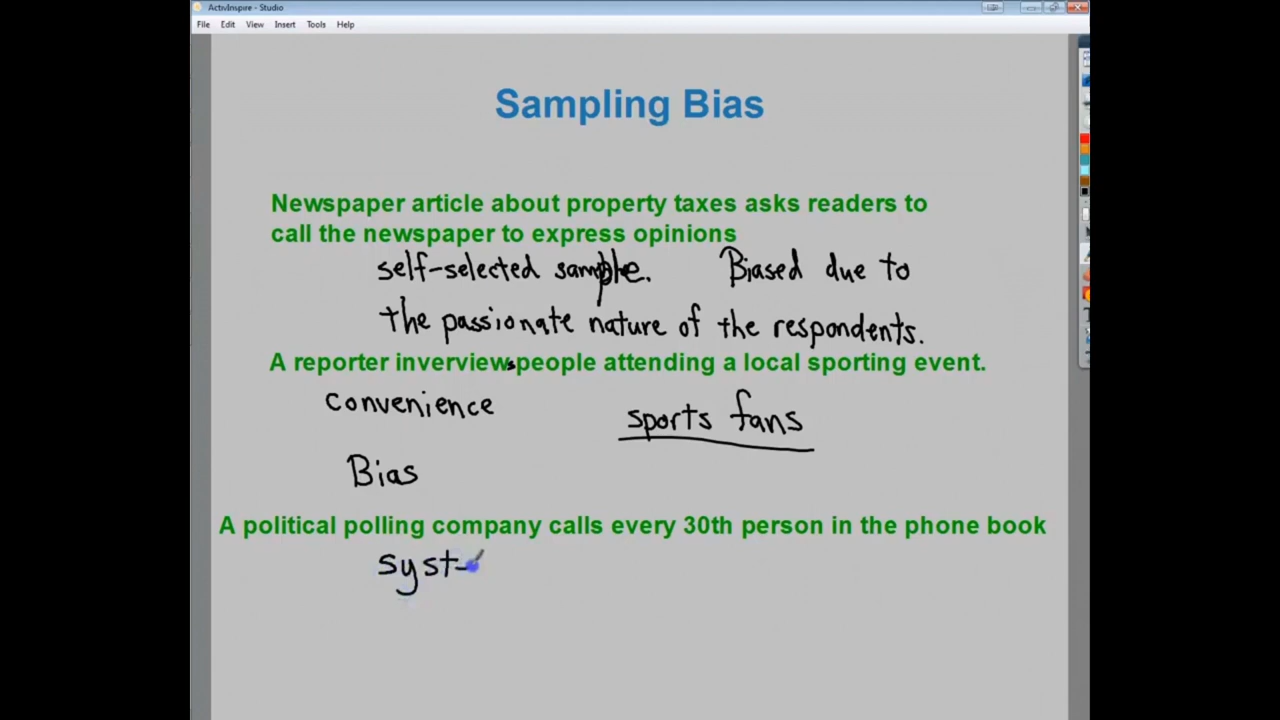 ActivInspire - Studio
File Edit View Insert Tools Help
Sampling Bias
Newspaper article about property taxes asks readers to
call the newspaper to express opinions
self-selected sample. Biased due to
the passionate nature of the respondents.
A reporter inverviews people attending a local sporting event.
convenience sports fans
Bias
A political polling company calls every 30th person in the phone book
syst